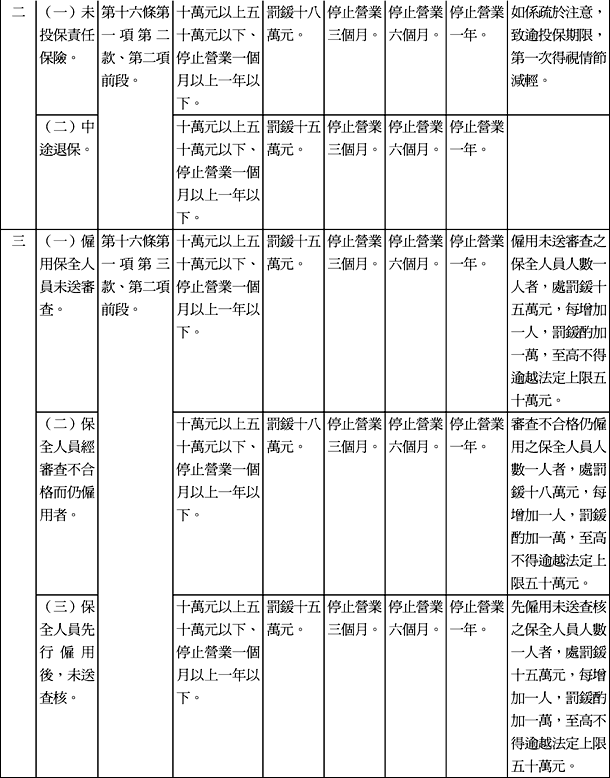 二
（一）未
投保責任
保險。
第十六條第
一項第二
款、第二項
前段。
十萬元以上五
十萬元以下、
停止營業一個
月以上一年以
下。
罰鍰十八
萬元。
停止營業
三個月。
停止營業
六個月。
停止營業
一年。
如係疏於注意，
致逾投保期限，
第一次得視情節
減輕。
（二）中
途退保。
十萬元以上五
十萬元以下、
停止營業一個
月以上一年以
下。
罰鍰十五
萬元。
停止營業
三個月。
停止營業
六個月。
停止營業
一年。
三
（一）僱
用保全人
員未送審
查。
第十六條第
一項第三
款、第二項
前段。
十萬元以上五
十萬元以下、
停止營業一個
月以上一年以
下。
罰鍰十五
萬元。
停止營業
三個月。
停止營業
六個月。
停止營業
一年。
僱用未送審查之
保全人員人數一
人者，處罰鍰十
五萬元，每增加
一人，罰鍰酌加
一萬，至高不得
逾越法定上限五
十萬元。
（二）保
全人員經
審查不合
格而仍僱
用者。
十萬元以上五
十萬元以下、
停止營業一個
月以上一年以
下。
罰鍰十八
萬元。
停止營業
三個月。
停止營業
六個月。
停止營業
一年。
審查不合格仍僱
用之保全人員人
數一人者，處罰
鍰十八萬元，每
增加一人，罰鍰
酌加一萬，至高
不得逾越法定上
限五十萬元。
（三）保
全人員先
行僱用
後，未送
查核。
十萬元以上五
十萬元以下、
停止營業一個
月以上一年以
下。
罰鍰十五
萬元。
停止營業
三個月。
停止營業
六個月。
停止營業
一年。
先僱用未送查核
之保全人員人數
一人者，處罰鍰
十五萬元，每增
加一人，罰鍰酌
加一萬，至高不
得逾越法定上限
五十萬元。